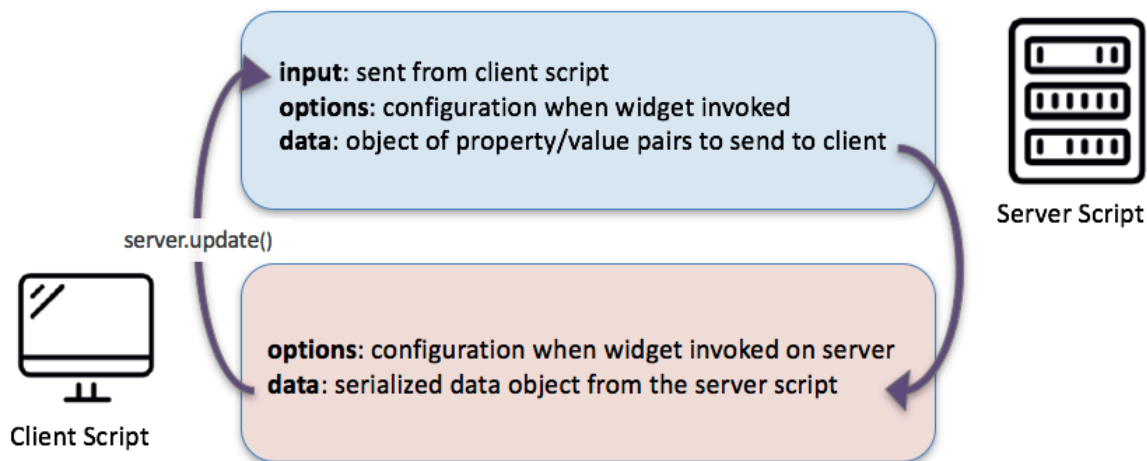 input: sent from client script
options: configuration when widget invoked
data: object of property/value pairs to send to client
Server Script
server.update()
options: configuration when widget invoked on server
data: serialized data object from the server script
Client Script